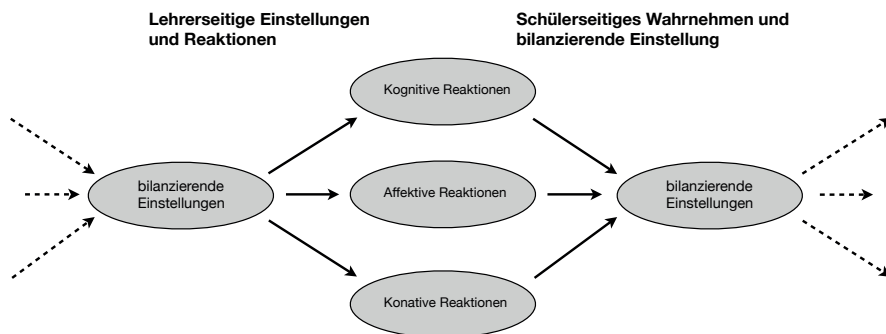 Lehrerseitige Einstellungen
und Reaktionen
Schülerseitiges Wahrnehmen und
bilanzierende Einstellung
Kognitive Reaktionen
bilanzierende
Einstellungen
Affektive Reaktionen
bilanzierende
Einstellungen
Konative Reaktionen